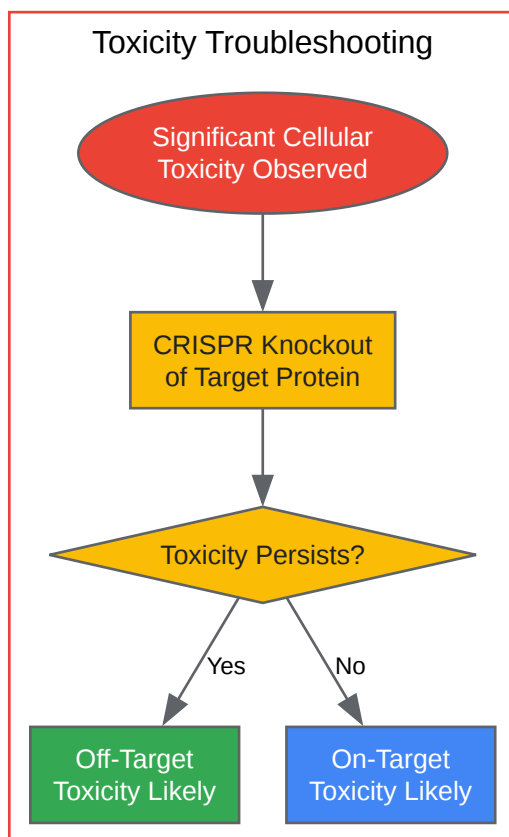 Toxicity Troubleshooting
Significant Cellular
Toxicity Observed
CRISPR Knockout
of Target Protein
Toxicity Persists?
Yes
No
Off-Target
Toxicity Likely
On-Target
Toxicity Likely